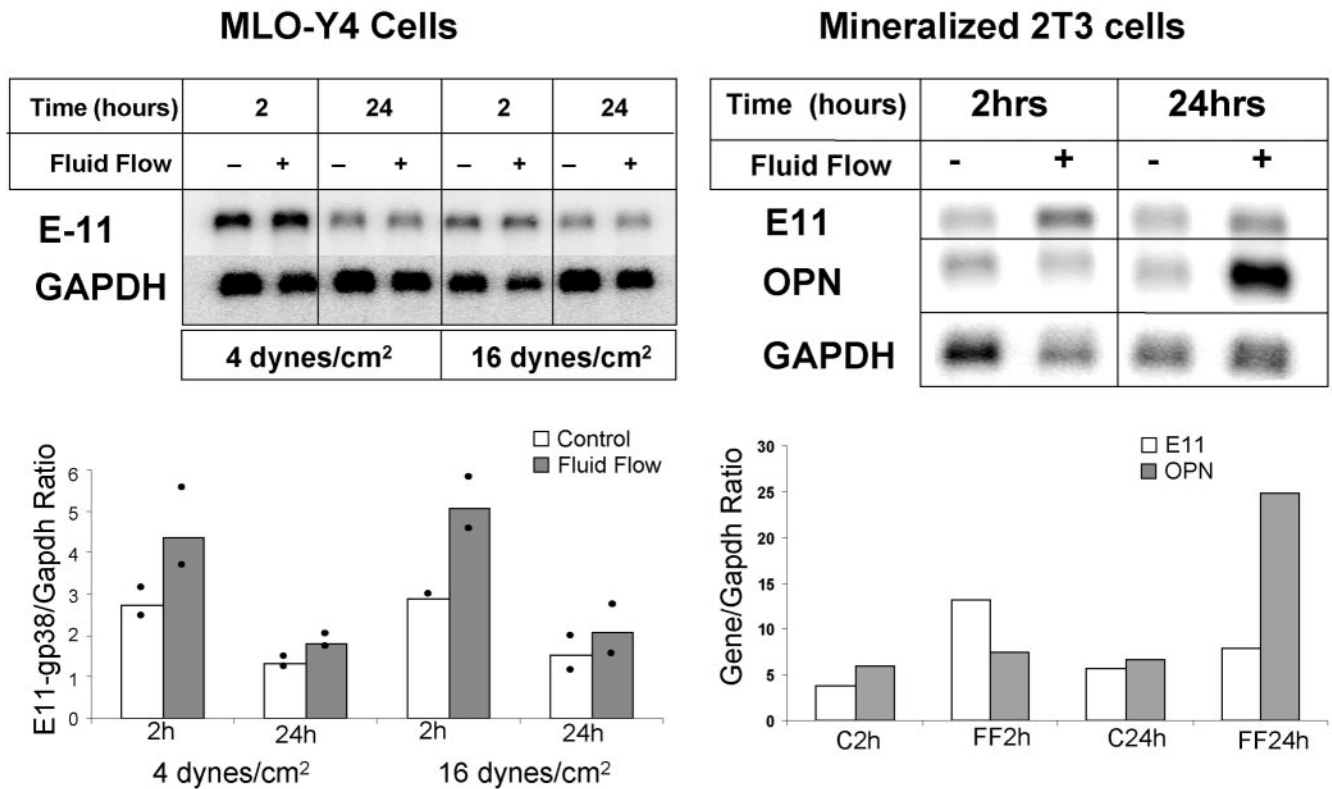 MLO-Y4 Cells
Time (hours) 2 24 2 24
Fluid Flow – + – + – + – +
E-11
GAPDH
4 dynes/cm² 16 dynes/cm²
Control
Fluid Flow
E11-gp38/Gapdh Ratio
6
5
4
3
2
1
0
2h 24h 2h 24h
4 dynes/cm² 16 dynes/cm²
Mineralized 2T3 cells
Time (hours) 2hrs 24hrs
Fluid Flow - + - +
E11
OPN
GAPDH
E11
OPN
Gene/Gapdh Ratio
30
25
20
15
10
5
0
C2h FF2h C24h FF24h